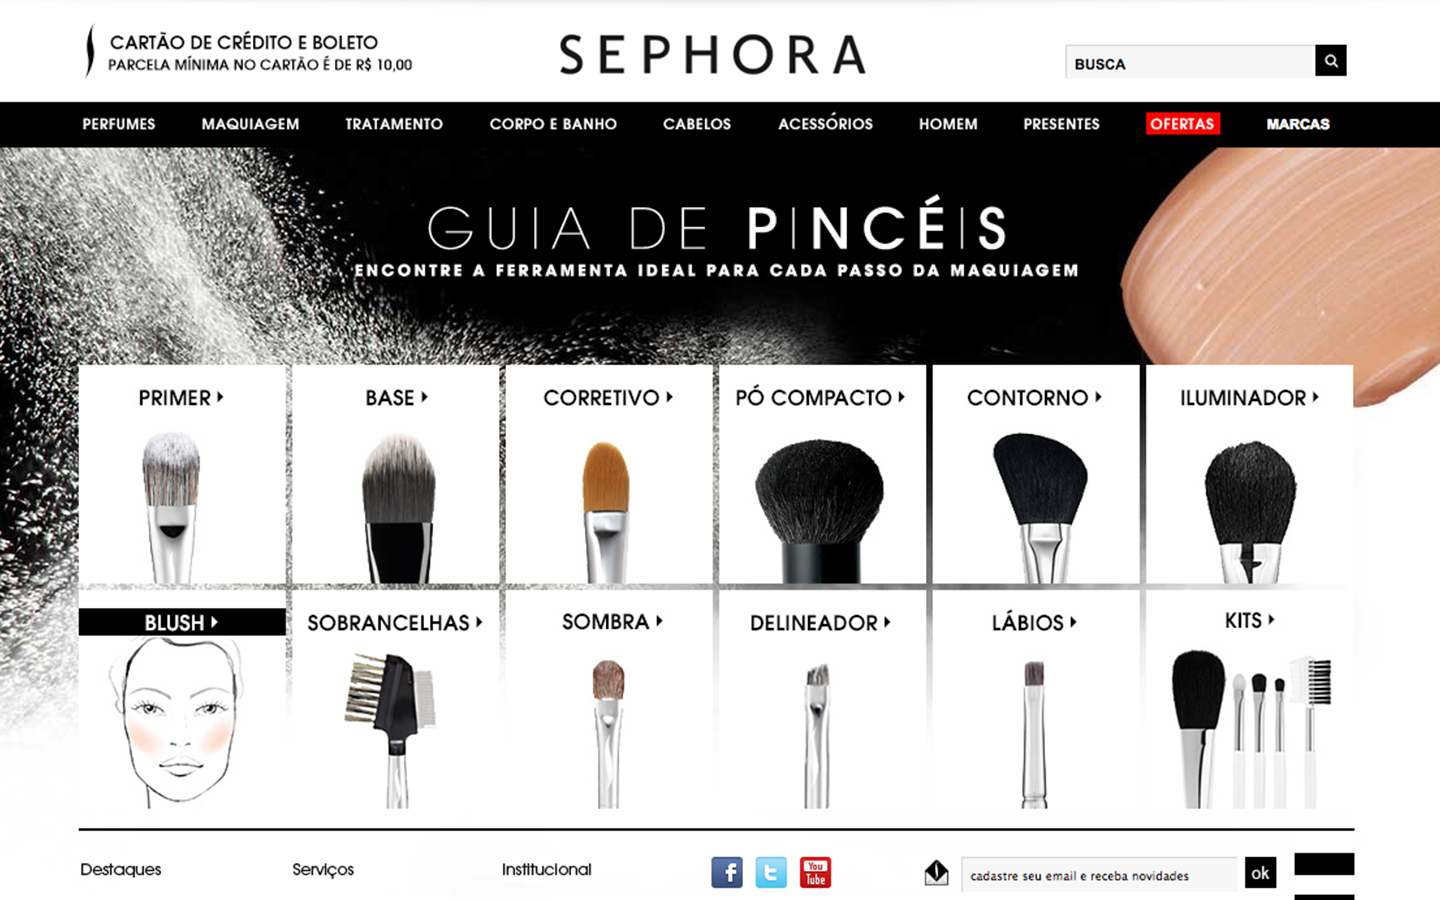 CARTÃO DE CRÉDITO E BOLETO
PARCELA MÍNIMA NO CARTÃO É DE R$ 10,00
SEPHORA
BUSCA
PERFUMES MAQUIAGEM TRATAMENTO CORPO E BANHO CABELOS ACESSÓRIOS HOMEM PRESENTES OFERTAS MARCAS
GUIA DE PINCÉIS
ENCONTRE A FERRAMENTA IDEAL PARA CADA PASSO DA MAQUIAGEM
PRIMER BASE CORRETIVO PÓ COMPACTO CONTORNO ILUMINADOR
BLUSH SOBRANCELHAS SOMBRA DELINEADOR LÁBIOS KITS
Destaques Serviços Institucional f t You Tube cadastre seu email e receba novidades ok